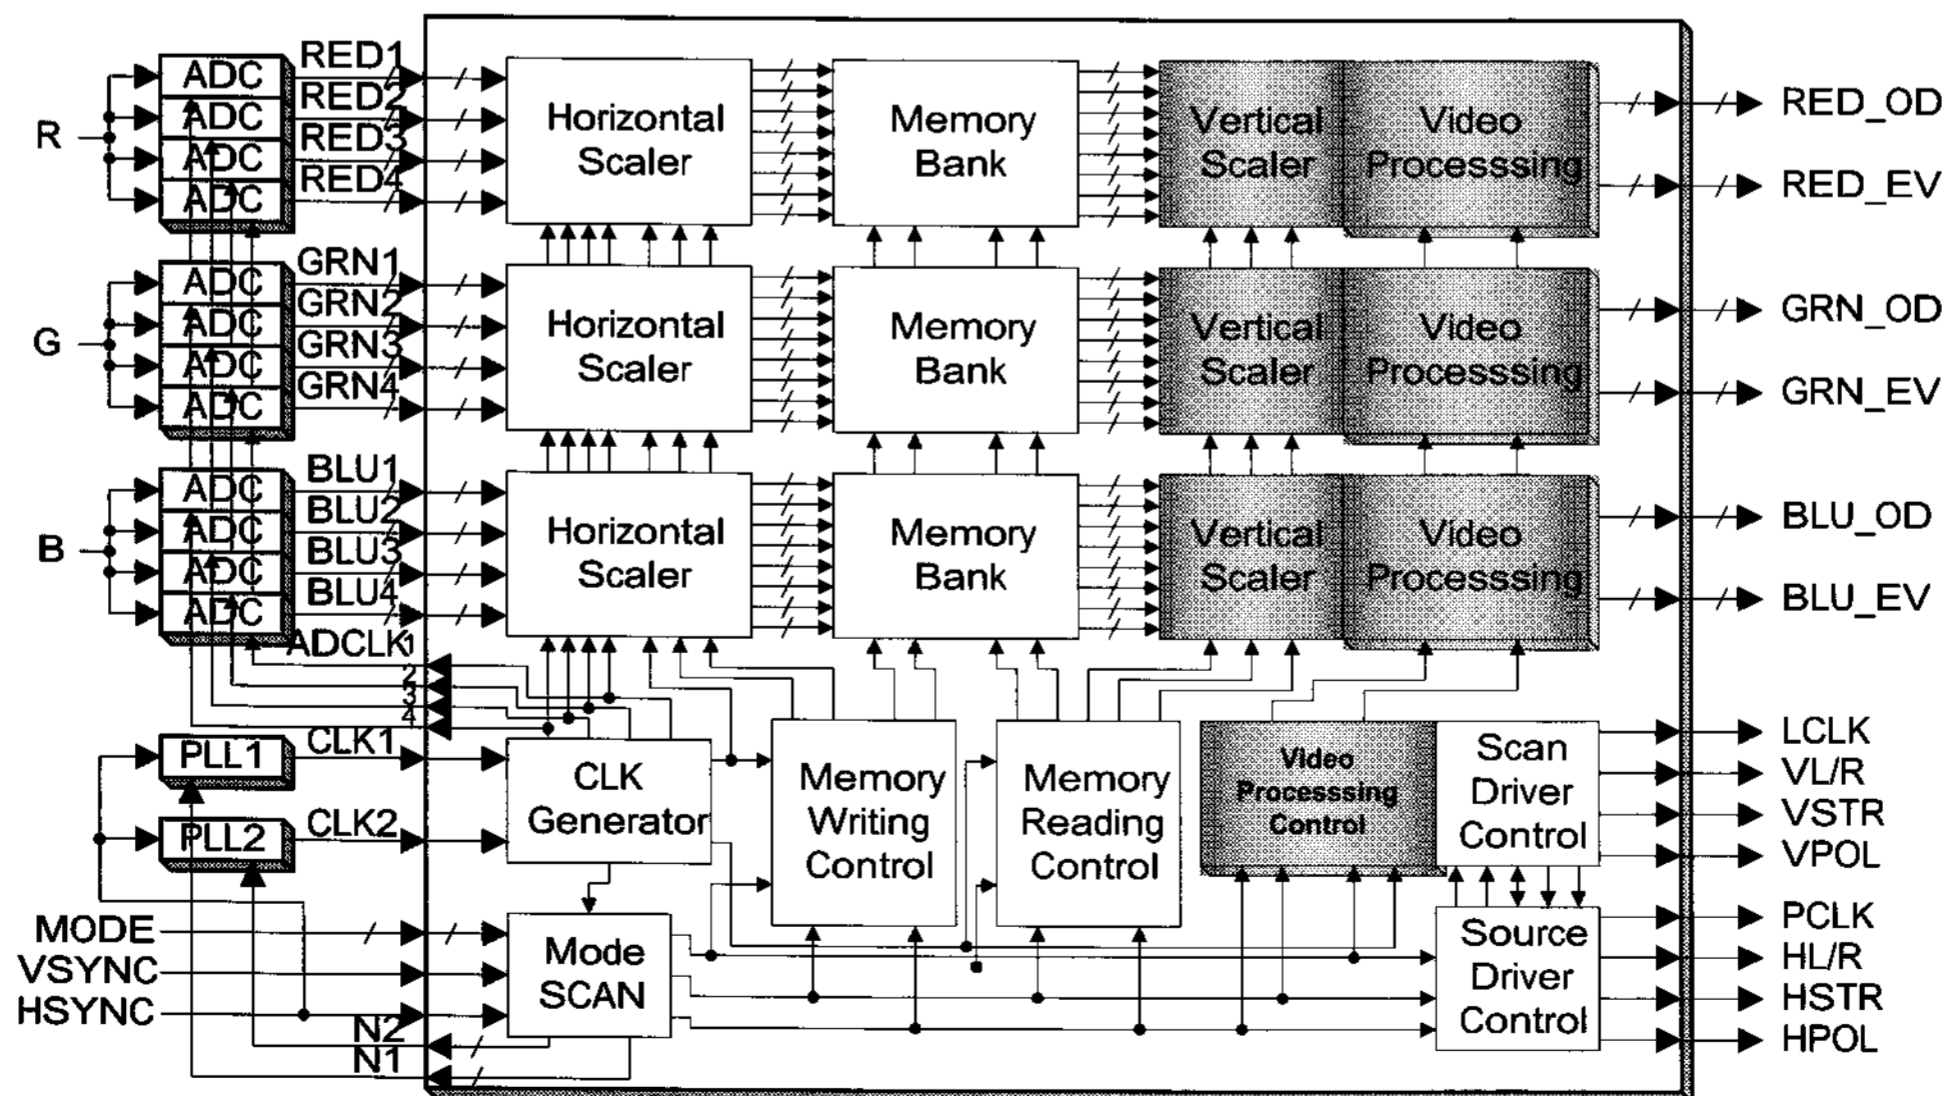 R
ADC
ADC
ADC
ADC
RED1
RED2
RED3
RED4
Horizontal
Scaler
Memory
Bank
Vertical
Scaler
Video
Processsing
RED_OD
RED_EV
G
ADC
ADC
ADC
ADC
GRN1
GRN2
GRN3
GRN4
Horizontal
Scaler
Memory
Bank
Vertical
Scaler
Video
Processsing
GRN_OD
GRN_EV
B
ADC
ADC
ADC
ADC
BLU1
BLU2
BLU3
BLU4
Horizontal
Scaler
Memory
Bank
Vertical
Scaler
Video
Processsing
BLU_OD
BLU_EV
ADCLK1
2
3
4
PLL1
CLK1
PLL2
CLK2
CLK
Generator
Memory
Writing
Control
Memory
Reading
Control
Video
Processsing
Control
Scan
Driver
Control
LCLK
VL/R
VSTR
VPOL
MODE
VSYNC
HSYNC
N2
N1
Mode
SCAN
Source
Driver
Control
PCLK
HL/R
HSTR
HPOL